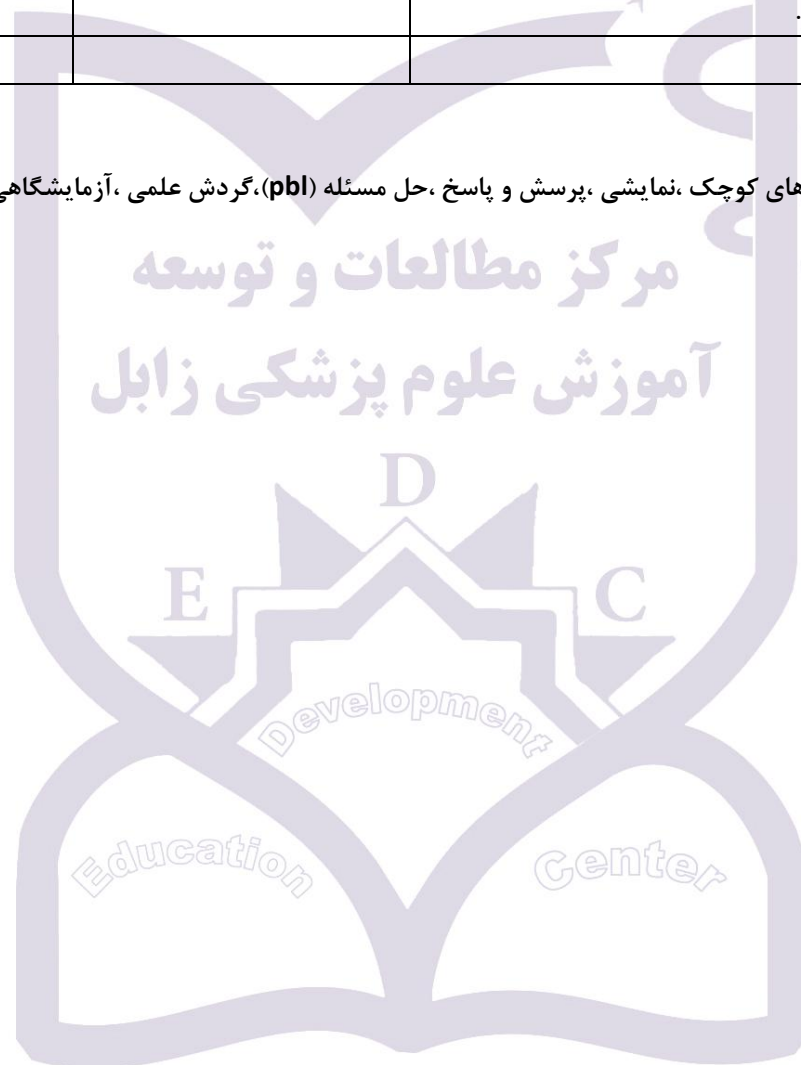 .
های کوچک ،نمایشی ،پرسش و پاسخ ،حل مسئله (pbl)،گردش علمی ،آزمایشگاهی
مرکز مطالعات و توسعه
آموزش علوم پزشکی زابل
D
E C
Development
Education Center